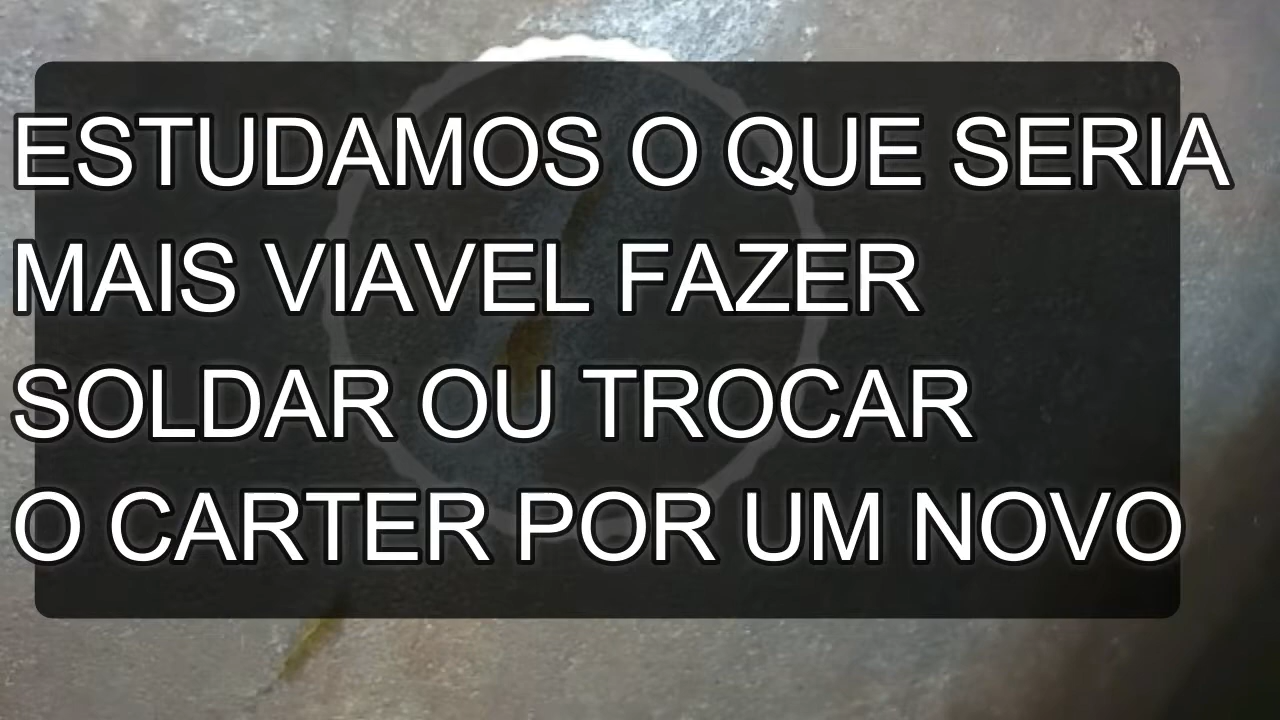 ESTUDAMOS O QUE SERIA
MAIS VIAVEL FAZER
SOLDAR OU TROCAR
O CARTER POR UM NOVO